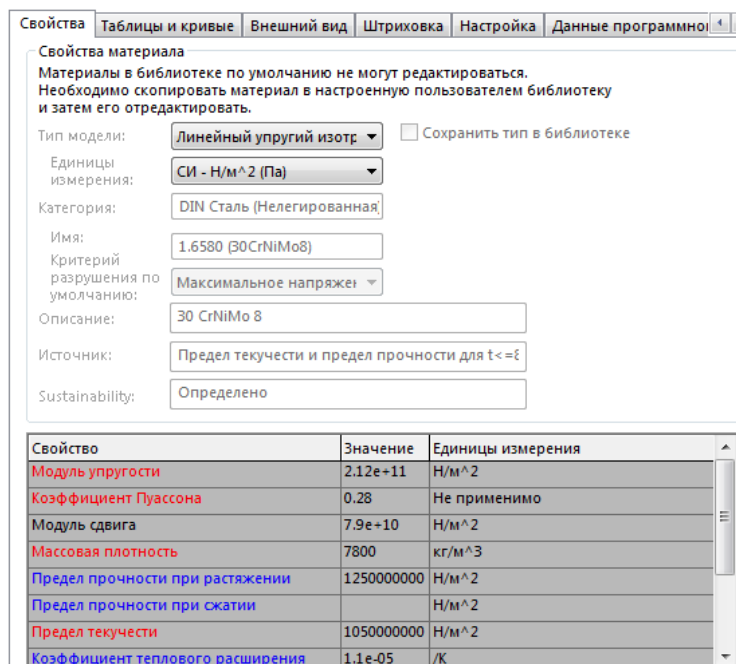 Свойства Таблицы и кривые Внешний вид Штриховка Настройка Данные программног
Свойства материала
Материалы в библиотеке по умолчанию не могут редактироваться.
Необходимо скопировать материал в настроенную пользователем библиотеку
и затем его отредактировать.
Тип модели: Линейный упругий изотр Сохранить тип в библиотеке
Единицы
измерения: СИ - Н/м^2 (Па)
Категория: DIN Сталь (Нелегированная)
Имя: 1.6580 (30CrNiMo8)
Критерий
разрушения по
умолчанию: Максимальное напряжен
Описание: 30 CrNiMo 8
Источник: Предел текучести и предел прочности для t<=8
Sustainability: Определено
Свойство Значение Единицы измерения
Модуль упругости 2.12e+11 Н/м^2
Коэффициент Пуассона 0.28 Не применимо
Модуль сдвига 7.9e+10 Н/м^2
Массовая плотность 7800 кг/м^3
Предел прочности при растяжении 1250000000 Н/м^2
Предел прочности при сжатии Н/м^2
Предел текучести 1050000000 Н/м^2
Коэффициент теплового расширения 1.1e-05 /K